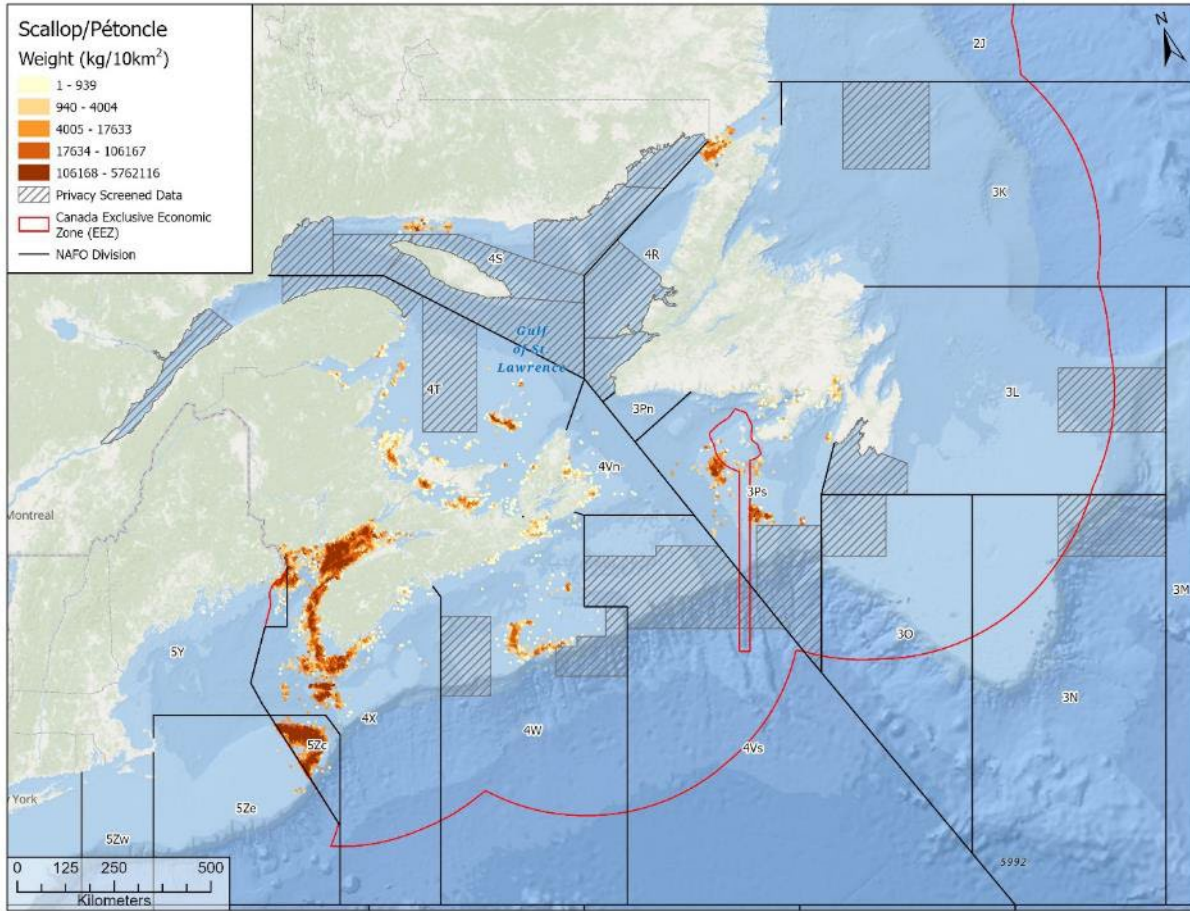 Scallop/Pétoncle
Weight (kg/10km²)
1 - 939
940 - 4004
4005 - 17633
17634 - 106167
106168 - 5762116
Privacy Screened Data
Canada Exclusive Economic
Zone (EEZ)
NAFO Division
N
2J
3K
4S
4R
Gulf
of St.
Lawrence
4T
3Pn
3L
4Vn
3Ps
Montreal
3M
5Y
3O
3N
4X
4W
4Vs
5Zc
5Ze
York
5Zw
5992
0 125 250 500
Kilometers